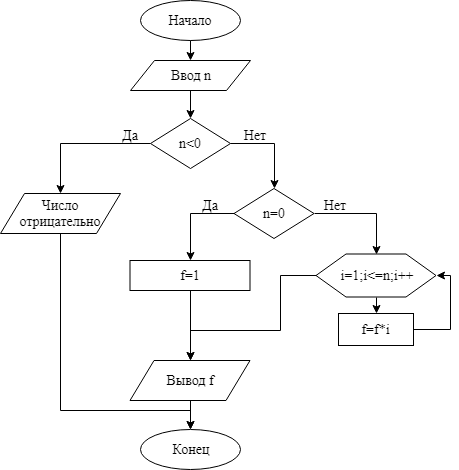 Начало
Ввод n
n<0
Да
Нет
n=0
Да
Нет
Число
отрицательно
f=1
i=1;i<=n;i++
f=f*i
Вывод f
Конец